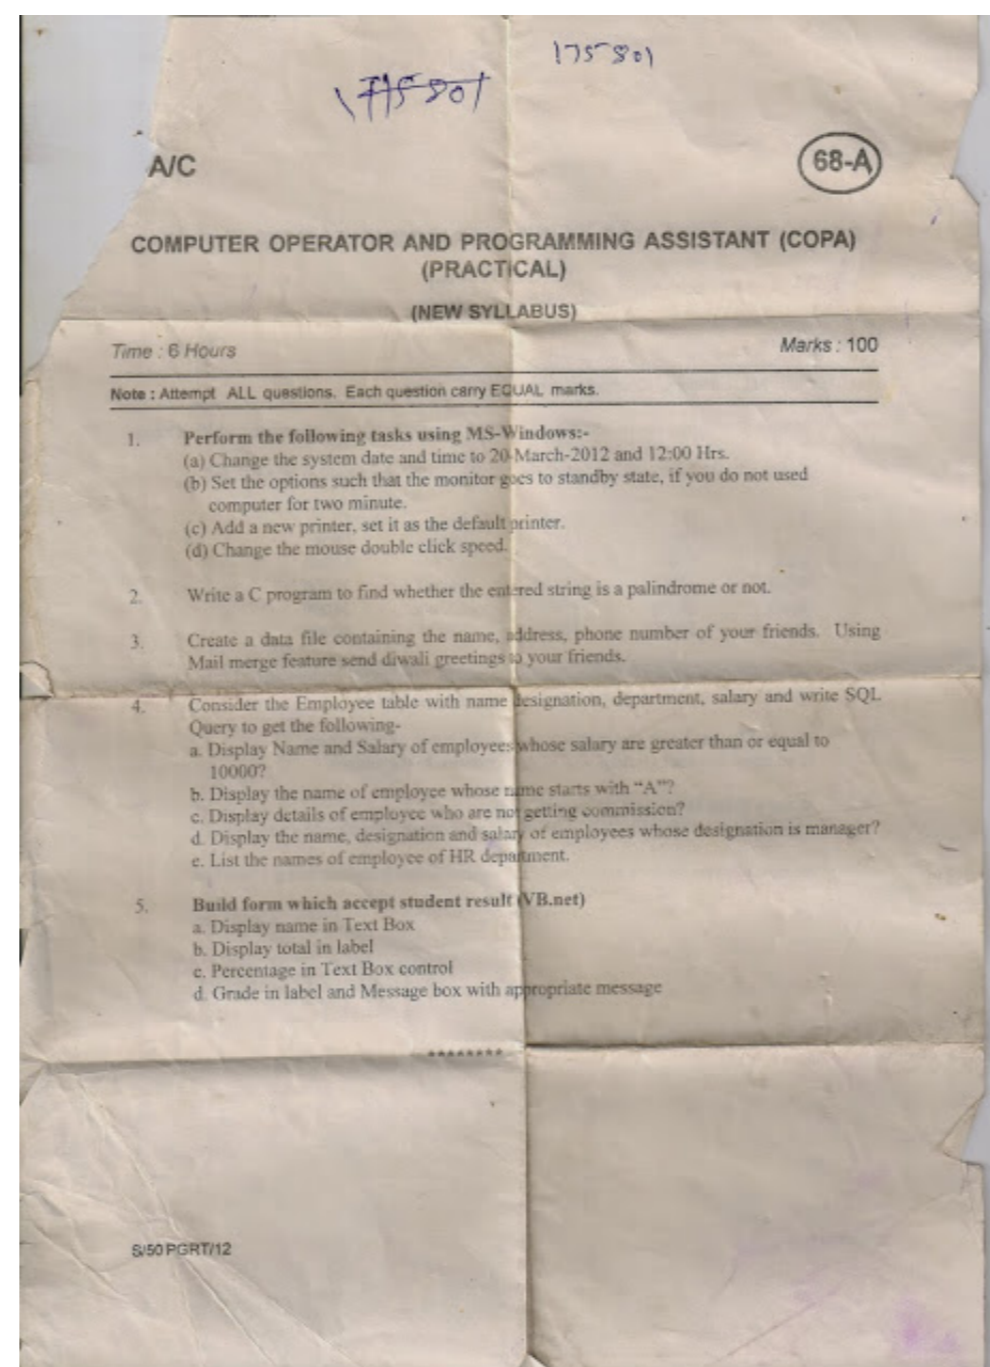 175801
175801
A/C
68-A
COMPUTER OPERATOR AND PROGRAMMING ASSISTANT (COPA)
(PRACTICAL)
(NEW SYLLABUS)
Time : 6 Hours
Marks : 100
Note : Attempt ALL questions. Each question carry EQUAL marks.
1. Perform the following tasks using MS-Windows:-
(a) Change the system date and time to 20-March-2012 and 12:00 Hrs.
(b) Set the options such that the monitor goes to standby state, if you do not used
computer for two minute.
(c) Add a new printer, set it as the default printer.
(d) Change the mouse double click speed.
2. Write a C program to find whether the entered string is a palindrome or not.
3. Create a data file containing the name, address, phone number of your friends. Using
Mail merge feature send diwali greetings to your friends.
4. Consider the Employee table with name designation, department, salary and write SQL
Query to get the following-
a. Display Name and Salary of employees whose salary are greater than or equal to
10000?
b. Display the name of employee whose name starts with “A”?
c. Display details of employee who are not getting commission?
d. Display the name, designation and salary of employees whose designation is manager?
e. List the names of employee of HR department.
5. Build form which accept student result (VB.net)
a. Display name in Text Box
b. Display total in label
c. Percentage in Text Box control
d. Grade in label and Message box with appropriate message
********
S/50 PGRT/12